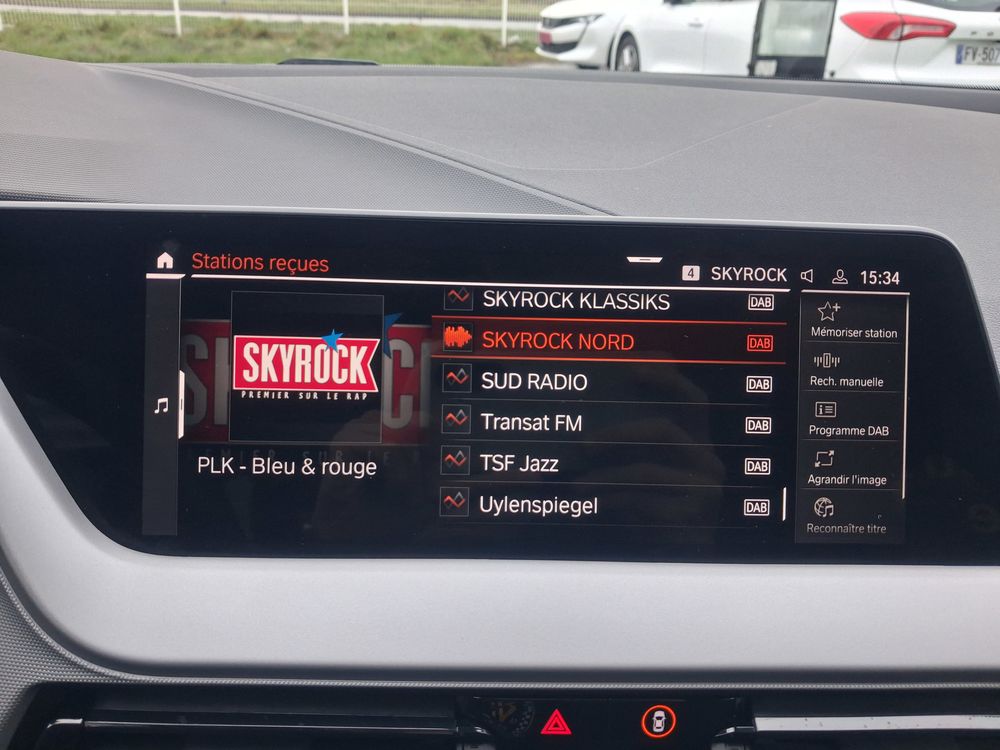 FV-507
Stations reçues
4 SKYROCK 15:34
SKYROCK
PREMIER SUR LE RAP
PLK - Bleu & rouge
SKYROCK KLASSIKS DAB
SKYROCK NORD DAB
SUD RADIO DAB
Transat FM DAB
TSF Jazz DAB
Uylenspiegel DAB
Mémoriser station
Rech. manuelle
Programme DAB
Agrandir l'image
Reconnaître titre